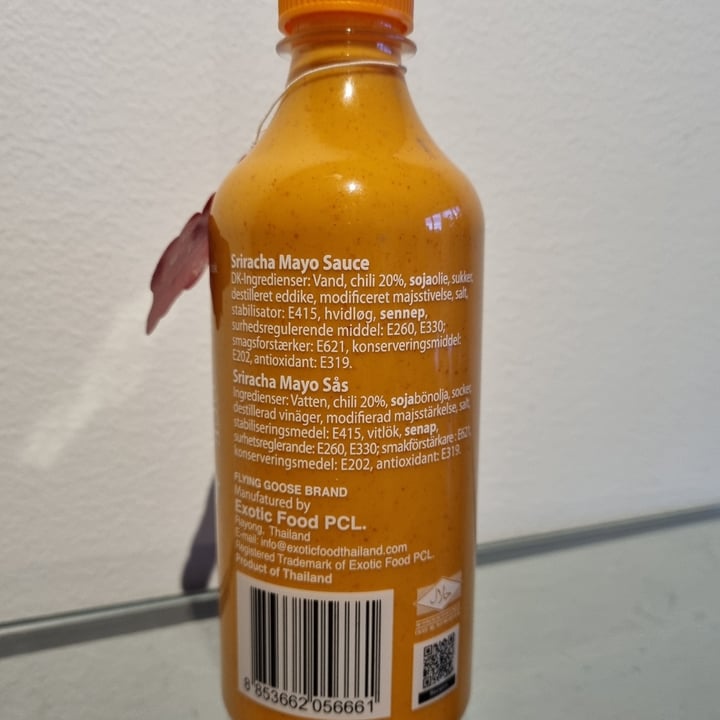 Sriracha Mayo Sauce
DK-Ingredienser: Vand, chili 20%, sojaolie, sukker,
destilleret eddike, modificeret majsstivelse, salt,
stabilisator: E415, hvidløg, sennep,
surhedsregulerende middel: E260, E330;
smagsforstærker: E621, konserveringsmiddel:
E202, antioxidant: E319.
Sriracha Mayo Sås
Ingredienser: Vatten, chili 20%, sojabönolja, socker,
destillerad vinäger, modifierad majsstärkelse, salt,
stabiliseringsmedel: E415, vitlök, senap,
surhetsreglerande: E260, E330; smakförstärkare: E621,
konserveringsmedel: E202, antioxidant: E319.
FLYING GOOSE BRAND
Manufatured by
Exotic Food PCL.
Rayong, Thailand
E-mail: info@exoticfoodthailand.com
Registered Trademark of Exotic Food PCL.
Product of Thailand
8 853662 056661